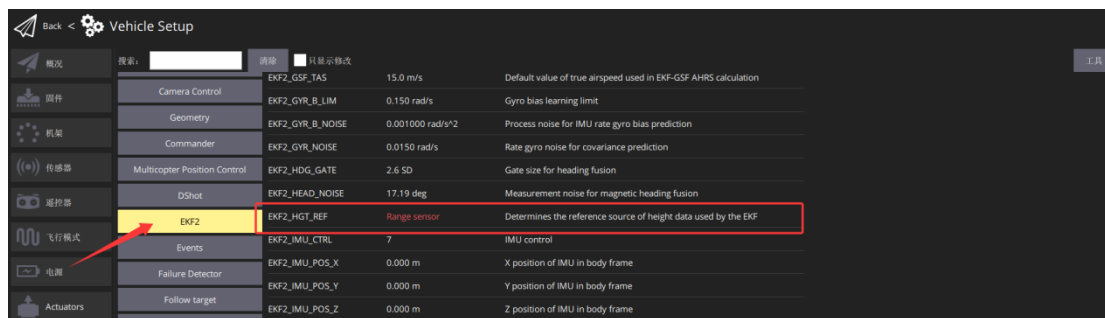 Back < Vehicle Setup
概况
固件
机架
传感器
遥控器
飞行模式
电源
Actuators
搜索:
清除
只显示修改
工具
Camera Control
Geometry
Commander
Multicopter Position Control
DShot
EKF2
Events
Failure Detector
Follow target
EKF2_GSF_TAS 15.0 m/s Default value of true airspeed used in EKF-GSF AHRS calculation
EKF2_GYR_B_LIM 0.150 rad/s Gyro bias learning limit
EKF2_GYR_B_NOISE 0.001000 rad/s^2 Process noise for IMU rate gyro bias prediction
EKF2_GYR_NOISE 0.0150 rad/s Rate gyro noise for covariance prediction
EKF2_HDG_GATE 2.6 SD Gate size for heading fusion
EKF2_HEAD_NOISE 17.19 deg Measurement noise for magnetic heading fusion
EKF2_HGT_REF Range sensor Determines the reference source of height data used by the EKF
EKF2_IMU_CTRL 7 IMU control
EKF2_IMU_POS_X 0.000 m X position of IMU in body frame
EKF2_IMU_POS_Y 0.000 m Y position of IMU in body frame
EKF2_IMU_POS_Z 0.000 m Z position of IMU in body frame